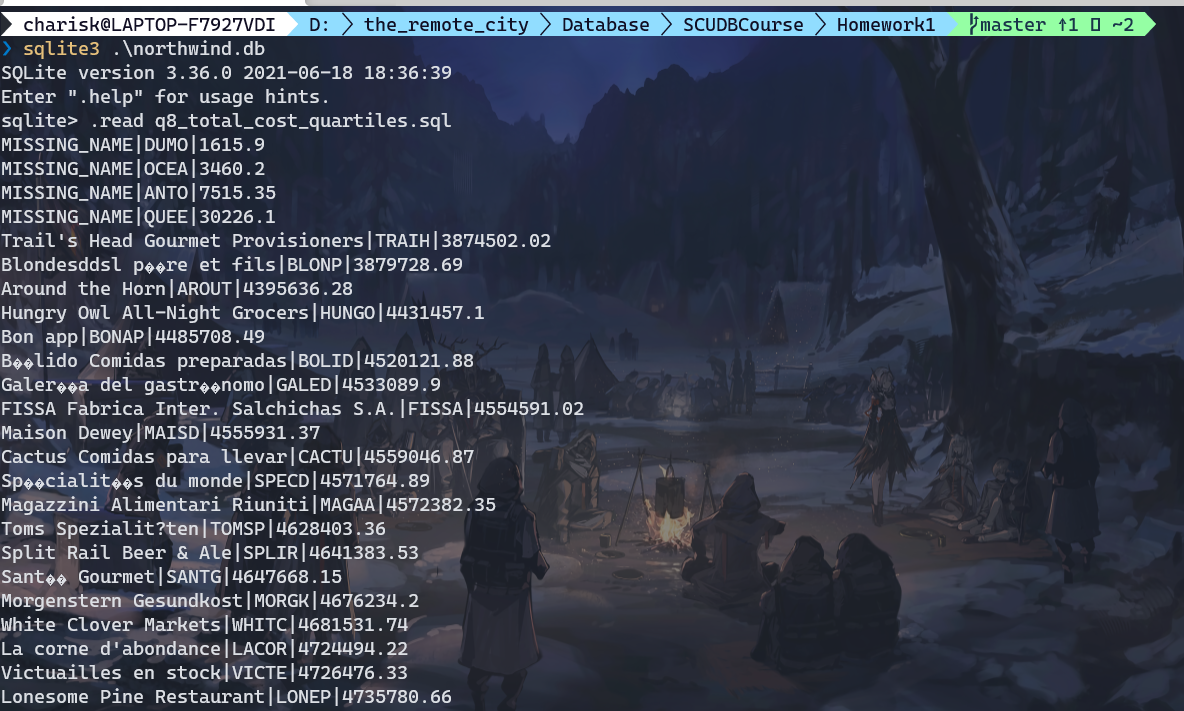 charisk@LAPTOP-F7927VDI D: the_remote_city Database SCUDBCourse Homework1 master ↑1 ▯ ~2
❯ sqlite3 .\northwind.db
SQLite version 3.36.0 2021-06-18 18:36:39
Enter ".help" for usage hints.
sqlite> .read q8_total_cost_quartiles.sql
MISSING_NAME|DUMO|1615.9
MISSING_NAME|OCEA|3460.2
MISSING_NAME|ANTO|7515.35
MISSING_NAME|QUEE|30226.1
Trail's Head Gourmet Provisioners|TRAIH|3874502.02
Blondesddsl p��re et fils|BLONP|3879728.69
Around the Horn|AROUT|4395636.28
Hungry Owl All-Night Grocers|HUNGO|4431457.1
Bon app|BONAP|4485708.49
B��lido Comidas preparadas|BOLID|4520121.88
Galer��a del gastr��nomo|GALED|4533089.9
FISSA Fabrica Inter. Salchichas S.A.|FISSA|4554591.02
Maison Dewey|MAISD|4555931.37
Cactus Comidas para llevar|CACTU|4559046.87
Sp��cialit��s du monde|SPECD|4571764.89
Magazzini Alimentari Riuniti|MAGAA|4572382.35
Toms Spezialit?ten|TOMSP|4628403.36
Split Rail Beer & Ale|SPLIR|4641383.53
Sant�� Gourmet|SANTG|4647668.15
Morgenstern Gesundkost|MORGK|4676234.2
White Clover Markets|WHITC|4681531.74
La corne d'abondance|LACOR|4724494.22
Victuailles en stock|VICTE|4726476.33
Lonesome Pine Restaurant|LONEP|4735780.66